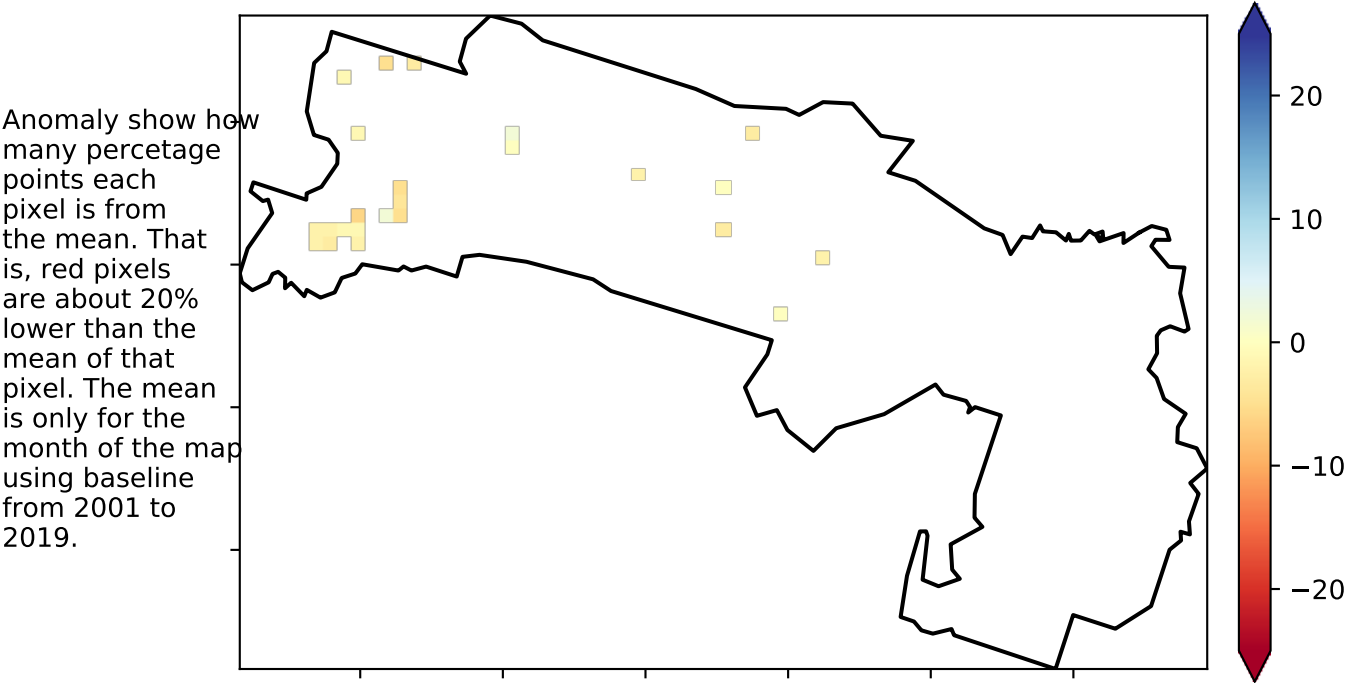 Anomaly show how
many percetage
points each
pixel is from
the mean. That
is, red pixels
are about 20%
lower than the
mean of that
pixel. The mean
is only for the
month of the map
using baseline
from 2001 to
2019.
20
10
0
−10
−20